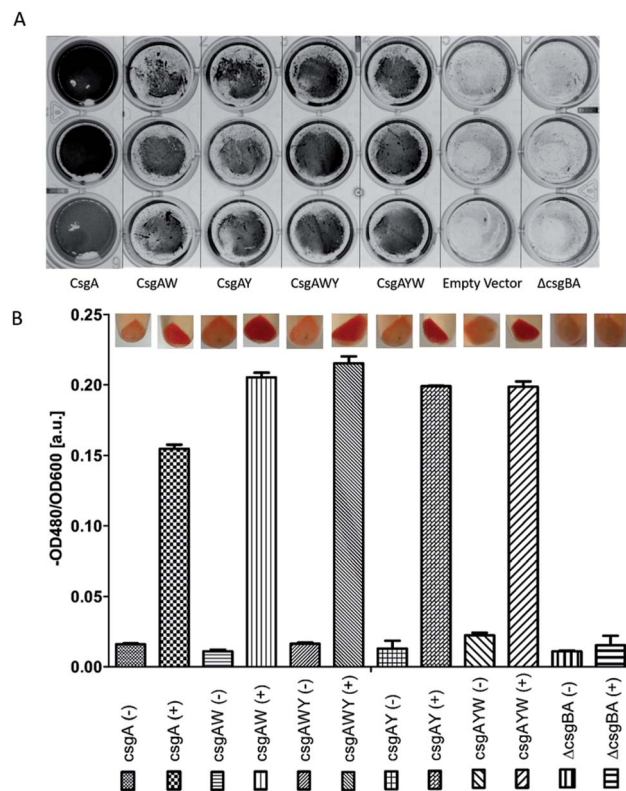 A
CsgA CsgAW CsgAY CsgAWY CsgAYW Empty Vector ΔcsgBA
B
0.25
0.20
0.15
0.10
0.05
0.00
-OD480/OD600 [a.u.]
csgA (-)
csgA (+)
csgAW (-)
csgAW (+)
csgAWY (-)
csgAWY (+)
csgAY (-)
csgAY (+)
csgAYW (-)
csgAYW (+)
ΔcsgBA (-)
ΔcsgBA (+)